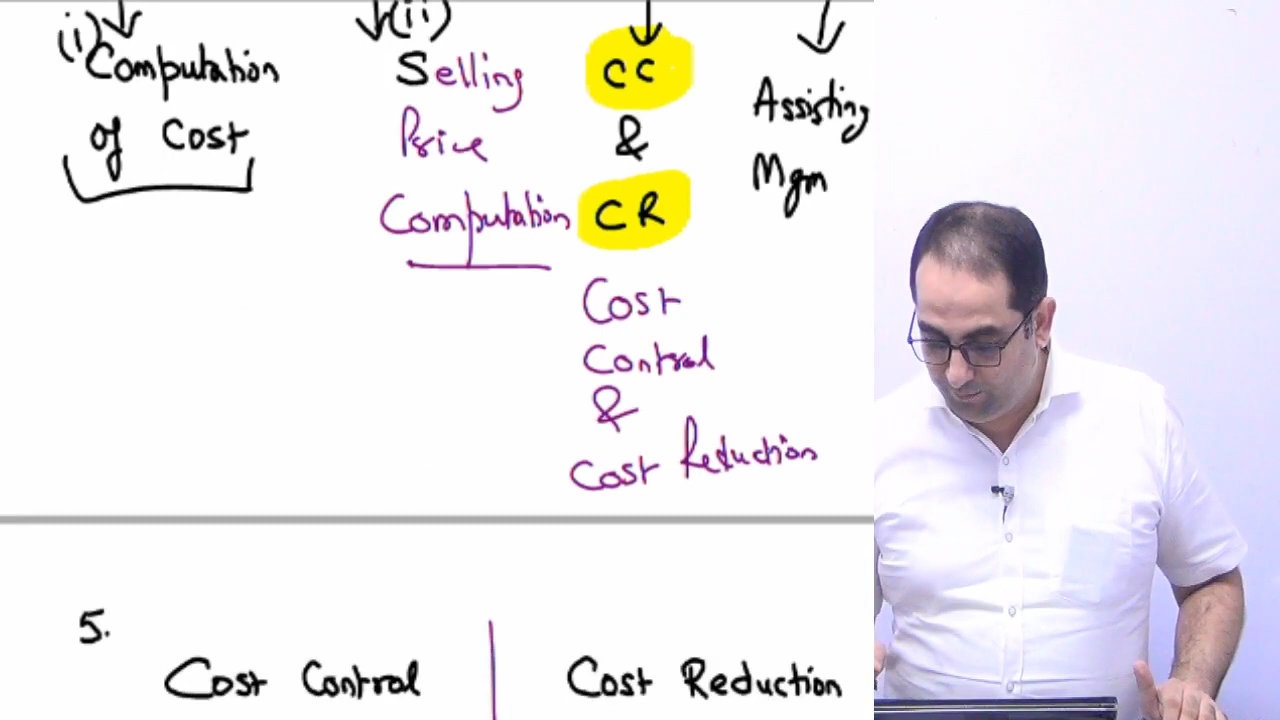 (i) Computation
of Cost
(ii)
Selling
Price
Computation
CC
&
CR
Cost
Control
&
Cost Reduction
Assisting
Mgm
5.
Cost Control
Cost Reduction